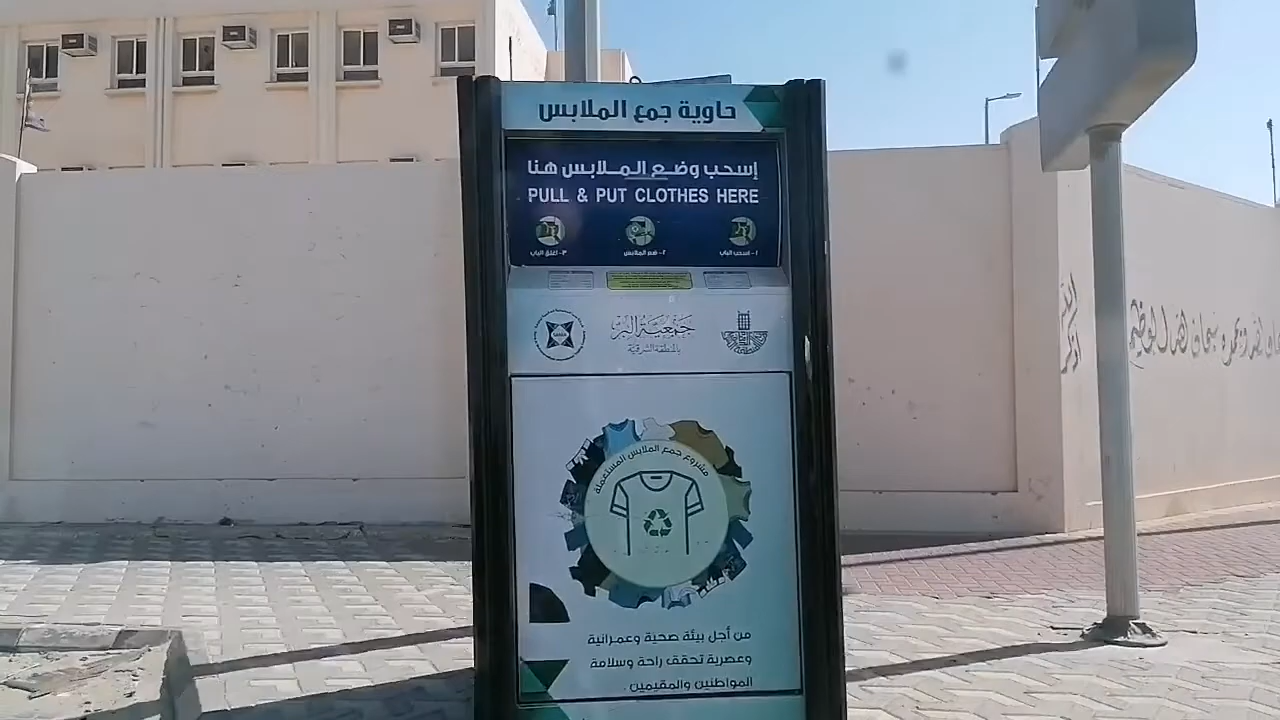 حاوية جمع الملابس
إسحب وضع الملابس هنا
PULL & PUT CLOTHES HERE
١- اسحب الباب
٢- ضع الملابس
٣- اغلق الباب
جمعية البر
بالمنطقة الشرقية
مشروع جمع الملابس المستعملة
من أجل بيئة صحية وعمرانية
وعصرية تحقق راحة وسلامة
المواطنين والمقيمين .